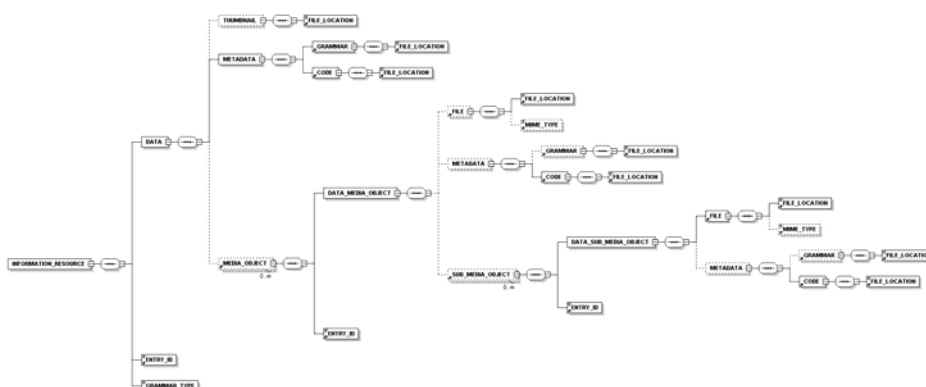 THUMBNAIL
FILE_LOCATION
METADATA
GRAMMAR
FILE_LOCATION
CODE
FILE_LOCATION
DATA
FILE
FILE_LOCATION
MIME_TYPE
METADATA
GRAMMAR
FILE_LOCATION
CODE
FILE_LOCATION
DATA_MEDIA_OBJECT
DATA_SUB_MEDIA_OBJECT
FILE
FILE_LOCATION
MIME_TYPE
METADATA
GRAMMAR
FILE_LOCATION
CODE
FILE_LOCATION
INFORMATION_RESOURCE
MEDIA_OBJECT
0..∞
SUB_MEDIA_OBJECT
0..∞
ENTRY_ID
ENTRY_ID
ENTRY_ID
GRAMMAR_TYPE